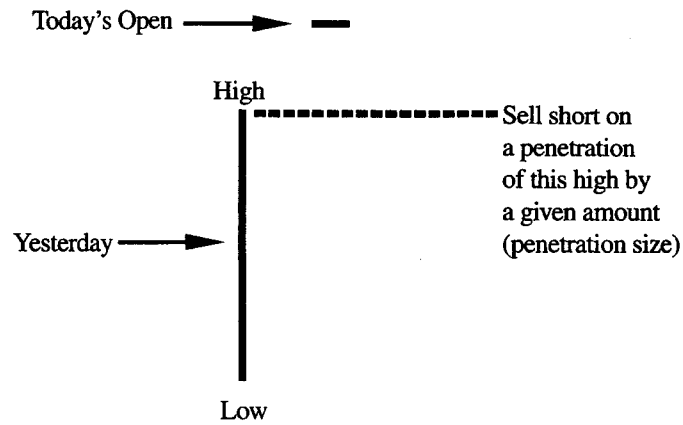 Today's Open
High
Sell short on
a penetration
of this high by
a given amount
(penetration size)
Yesterday
Low